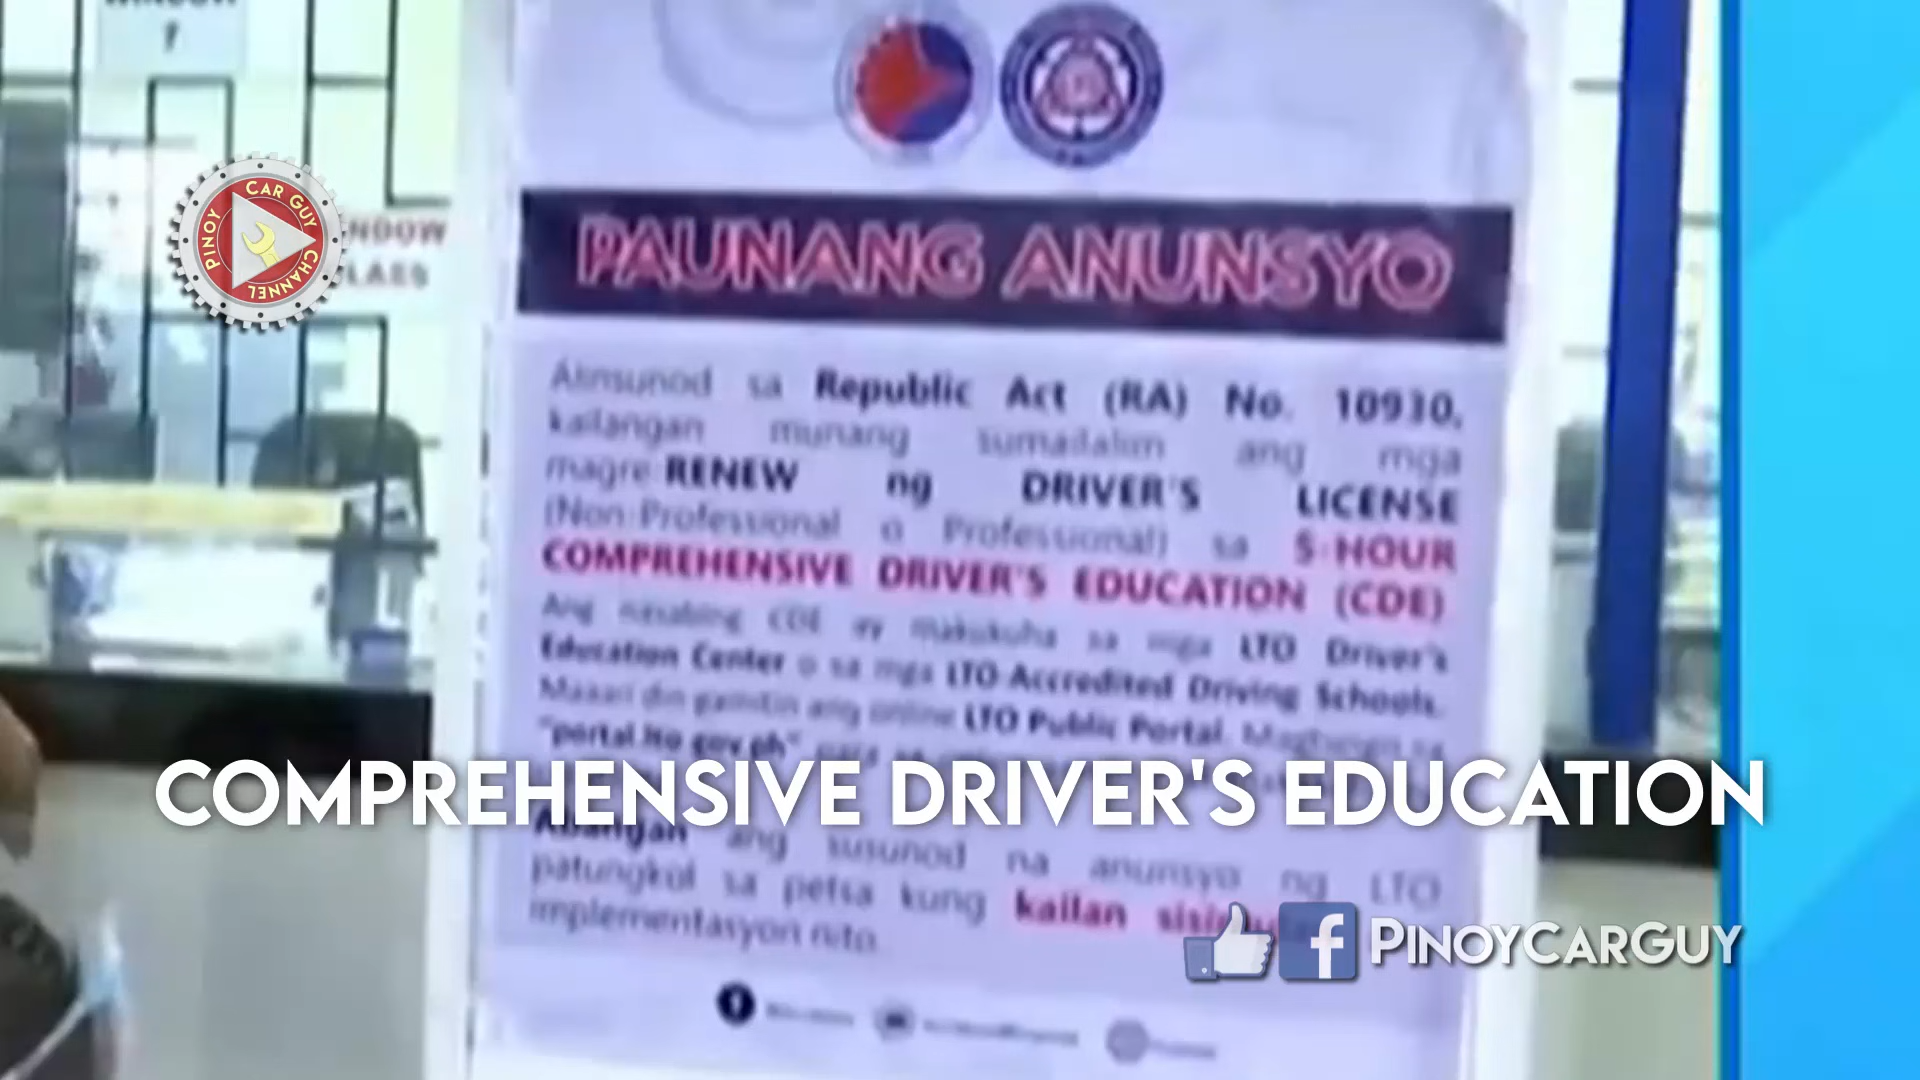 7
PINOY CAR GUY CHANNEL
PAUNANG ANUNSYO
Alinsunod sa Republic Act (RA) No. 10930,
kailangan munang sumailalim ang mga
magre-RENEW ng DRIVER'S LICENSE
(Non-Professional o Professional) sa 5-HOUR
COMPREHENSIVE DRIVER'S EDUCATION (CDE)
Ang nasabing CDE ay makukuha sa mga LTO Driver's
Education Center o sa mga LTO-Accredited Driving Schools.
Maaari din gamitin ang online LTO Public Portal.
"portal.lto.gov.ph" para
COMPREHENSIVE DRIVER'S EDUCATION
Abangan ang susunod na anunsyo ng LTO
patungkol sa petsa kung kailan
implementasyon nito.
PINOYCARGUY